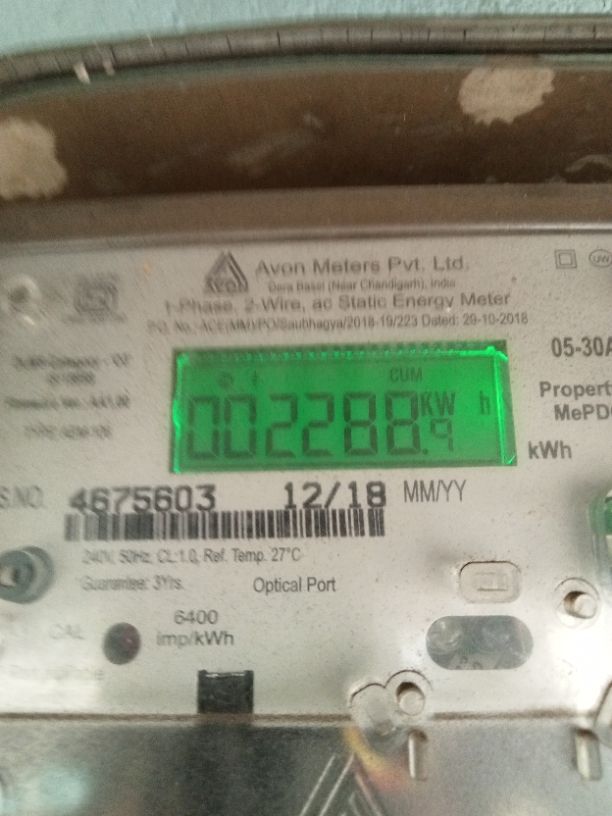 AVON
Avon Meters Pvt. Ltd.
Dera Bassi (Near Chandigarh), India
1-Phase, 2-Wire, ac Static Energy Meter
P.O. No.:-ACE(MM)/PO/Saubhagya/2018-19/223 Dated: 29-10-2018
05-30A
CUM
002288.9 KW h
Property
MePD
kWh
S.NO. 4675603 12/18 MM/YY
240V, 50Hz, CL:1.0, Ref. Temp. 27°C
Guarantee: 3Yrs. Optical Port
6400
CAL imp/kWh